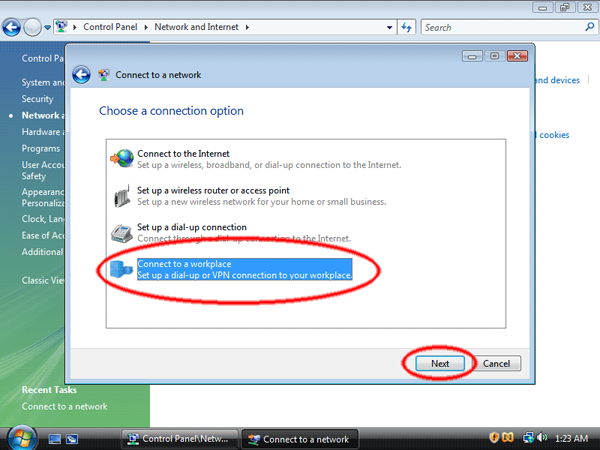 Control Panel
Network and Internet
Search
Control Pa
System and
Security
Network a
Hardware a
Programs
User Accou
Safety
Appearanc
Personaliza
Clock, Lang
Ease of Acc
Additional
Classic View
Recent Tasks
Connect to a network
and devices
cookies
Connect to a network
Choose a connection option
Connect to the Internet
Set up a wireless, broadband, or dial-up connection to the Internet.
Set up a wireless router or access point
Set up a new wireless network for your home or small business.
Set up a dial-up connection
Connect through a dial-up connection to the Internet.
Connect to a workplace
Set up a dial-up or VPN connection to your workplace.
Next
Cancel
Control Panel\Netw...
Connect to a network
1:23 AM